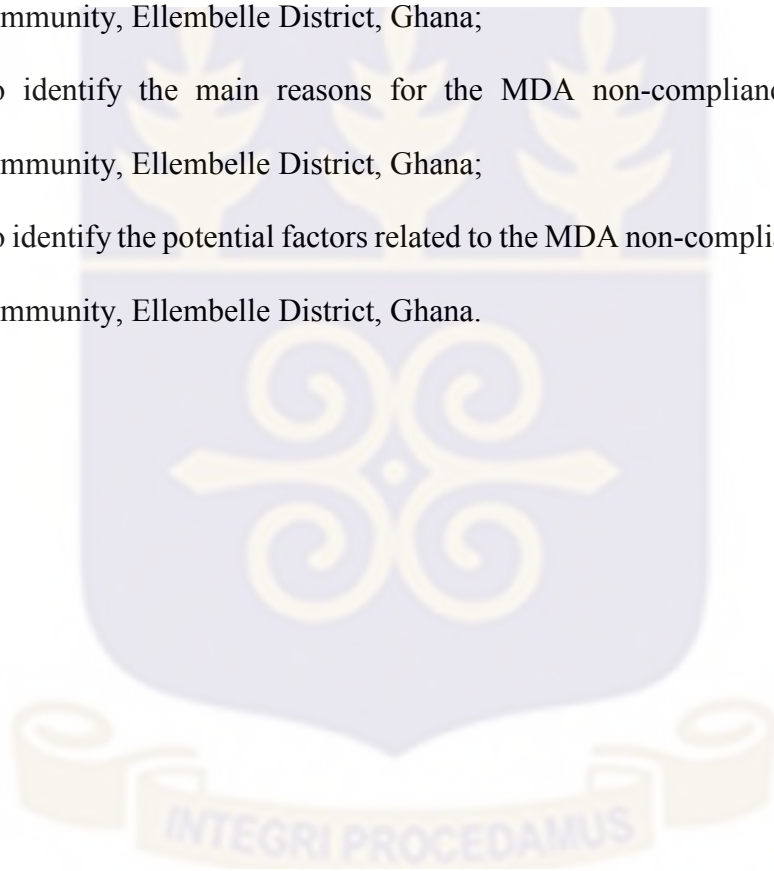 mmunity, Ellembelle District, Ghana;
o identify the main reasons for the MDA non-complianc
mmunity, Ellembelle District, Ghana;
o identify the potential factors related to the MDA non-complia
mmunity, Ellembelle District, Ghana.
INTEGRI PROCEDAMUS